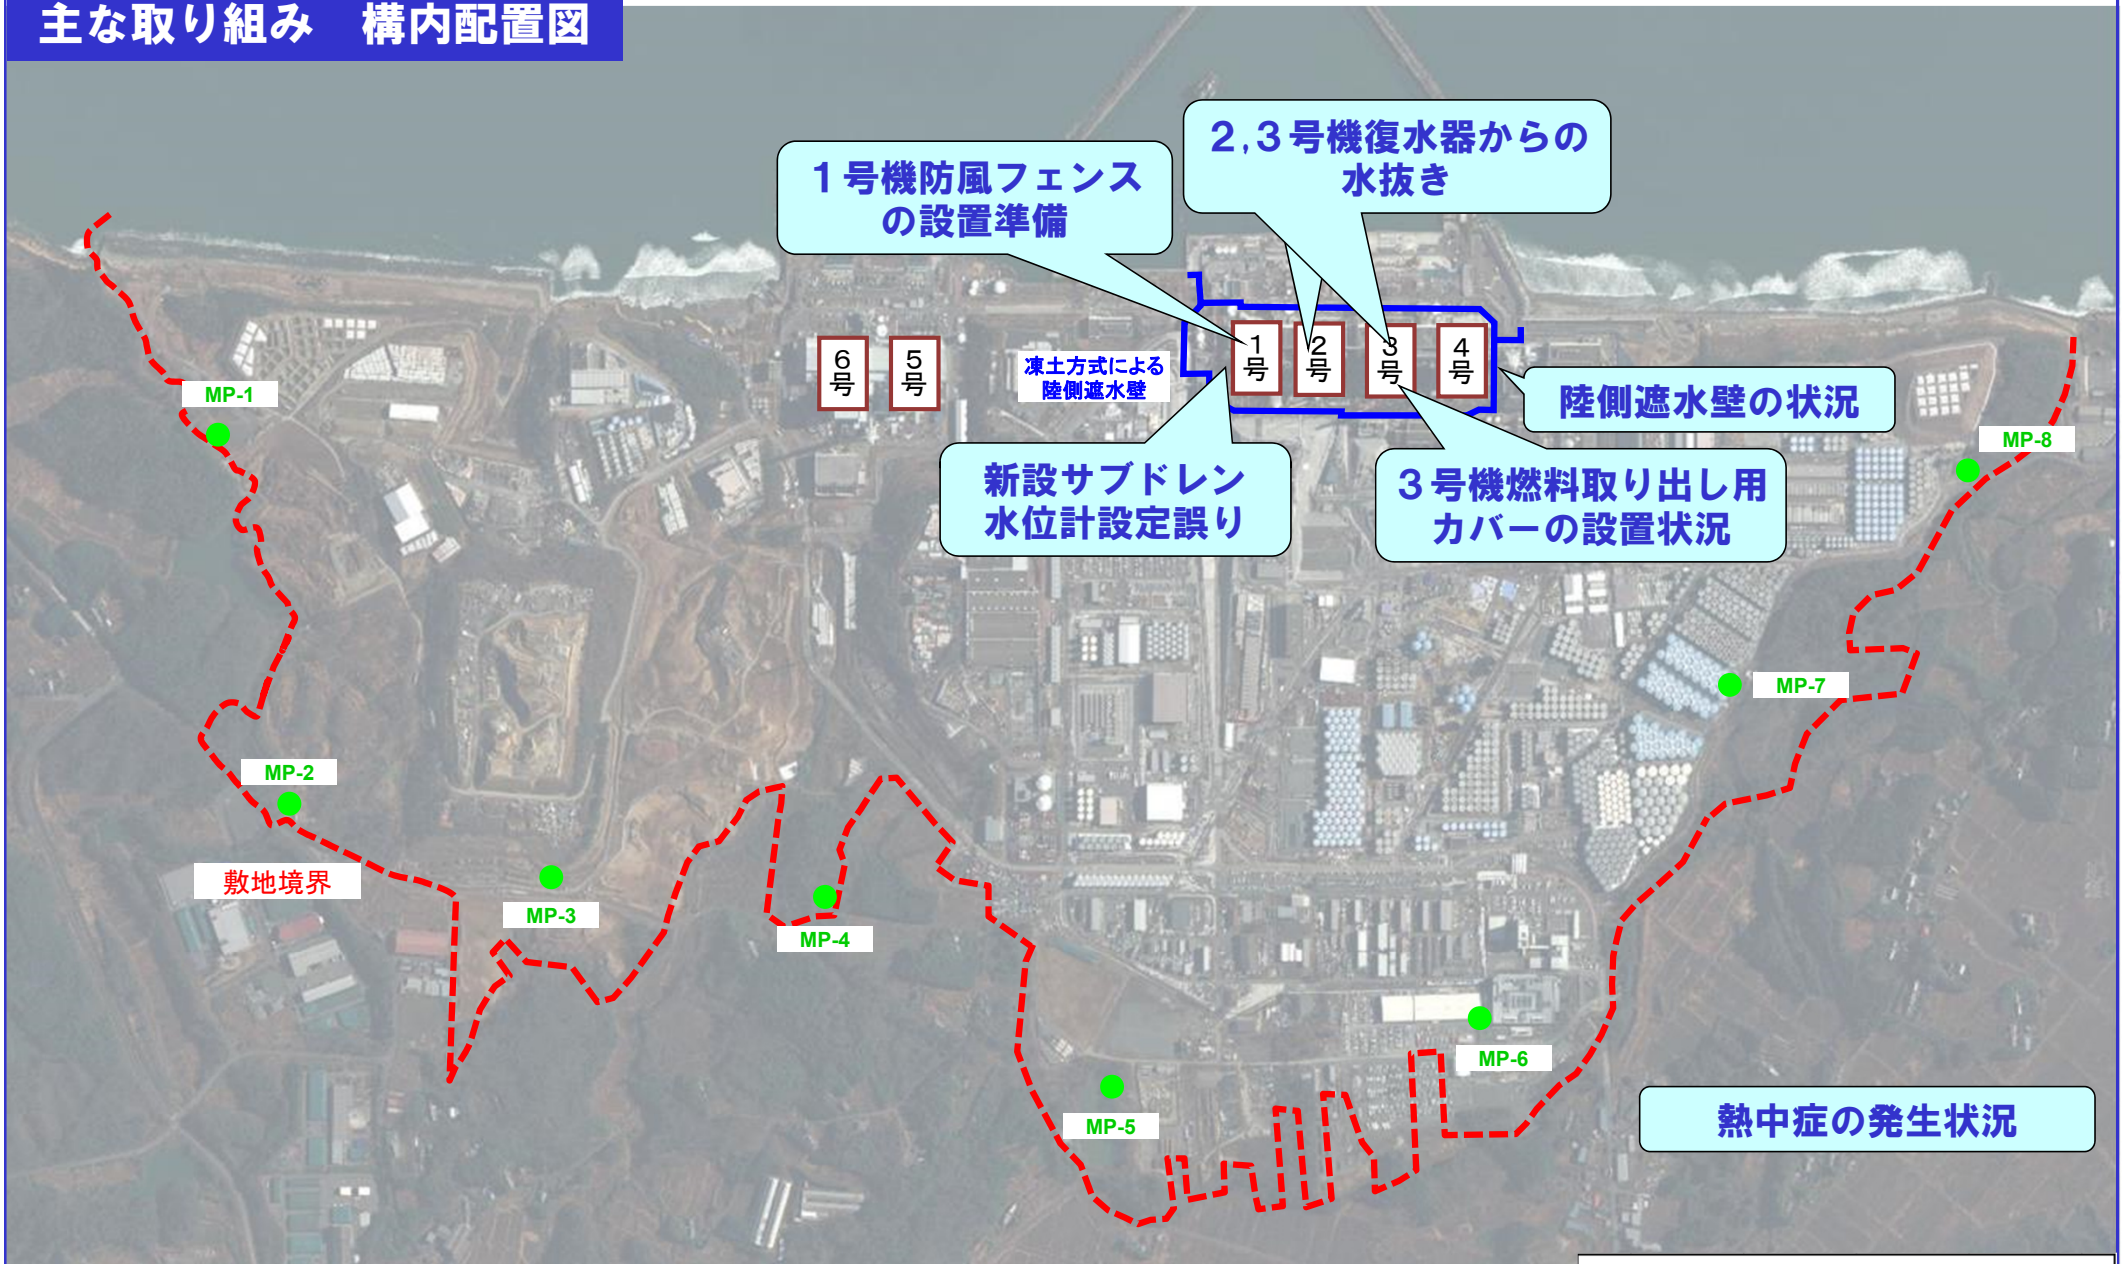 主な取り組み　構内配置図
２,３号機復水器からの
水抜き
１号機防風フェンス
の設置準備
6号
5号
凍土方式による
陸側遮水壁
1号
2号
3号
4号
陸側遮水壁の状況
新設サブドレン
水位計設定誤り
３号機燃料取り出し用
カバーの設置状況
MP-1
MP-8
MP-7
MP-2
敷地境界
MP-3
MP-4
MP-6
MP-5
熱中症の発生状況